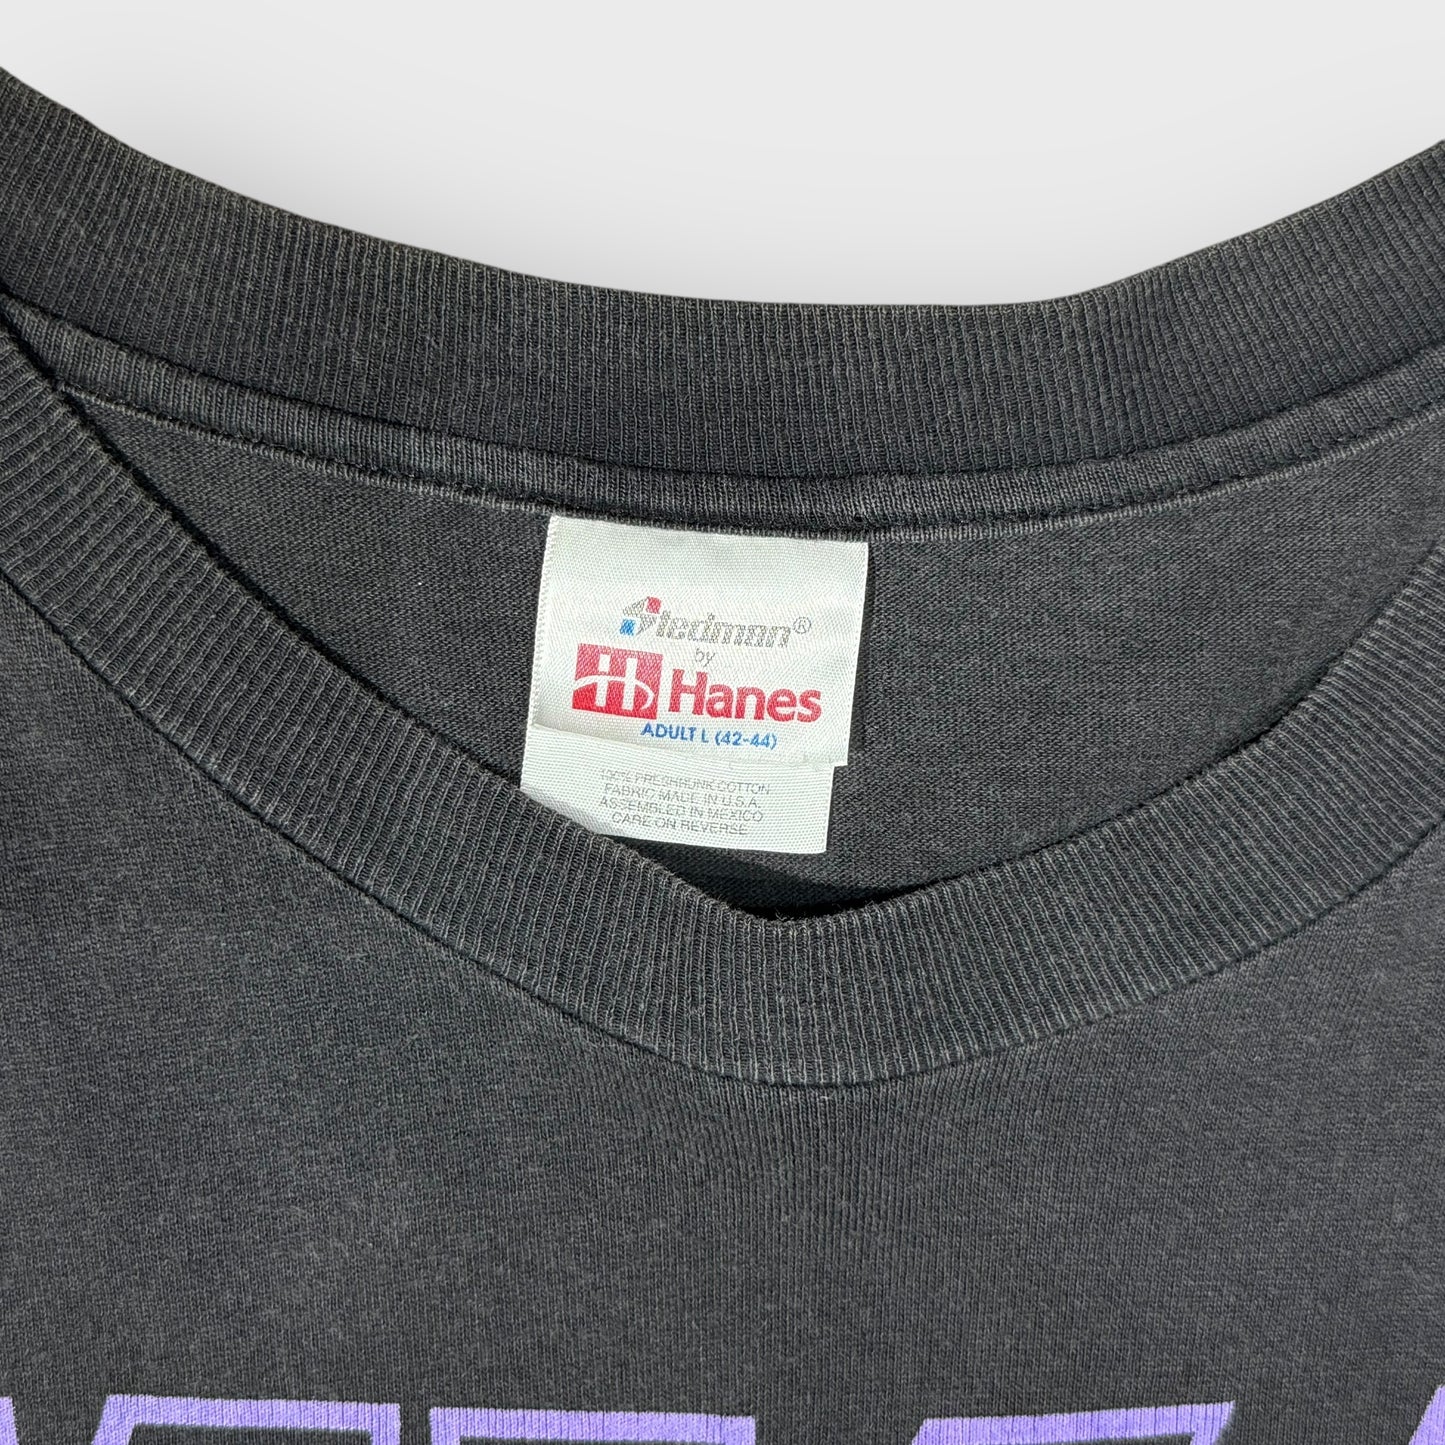 Stedman®
by
Hanes
ADULT L (42-44)
100% PRESHRUNK COTTON
FABRIC MADE IN U.S.A.
ASSEMBLED IN MEXICO
CARE ON REVERSE